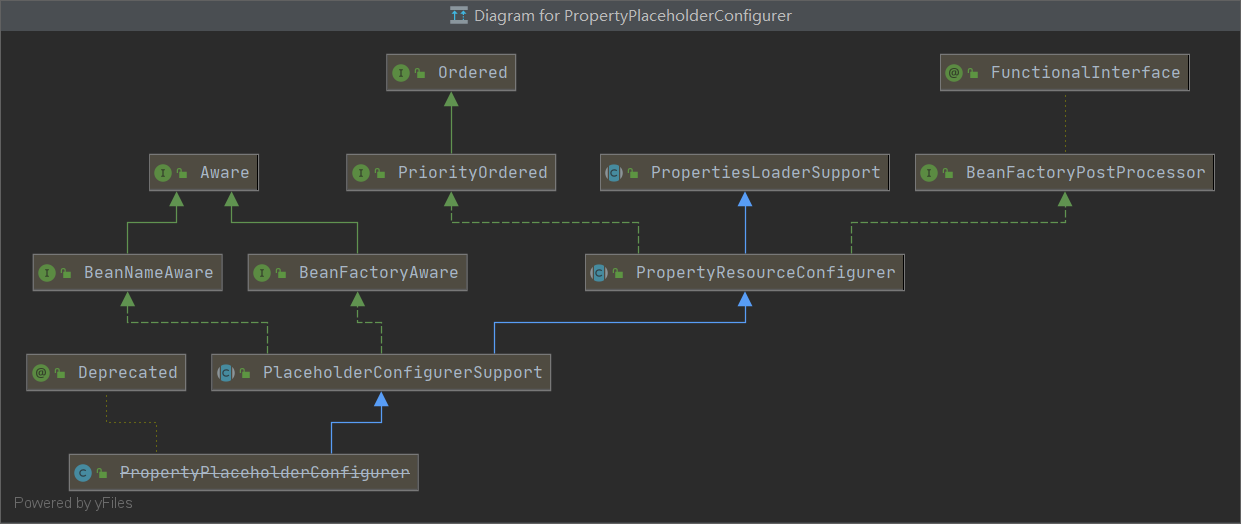 Diagram for PropertyPlaceholderConfigurer
Ordered
FunctionalInterface
Aware
PriorityOrdered
PropertiesLoaderSupport
BeanFactoryPostProcessor
BeanNameAware
BeanFactoryAware
PropertyResourceConfigurer
Deprecated
PlaceholderConfigurerSupport
PropertyPlaceholderConfigurer
Powered by yFiles